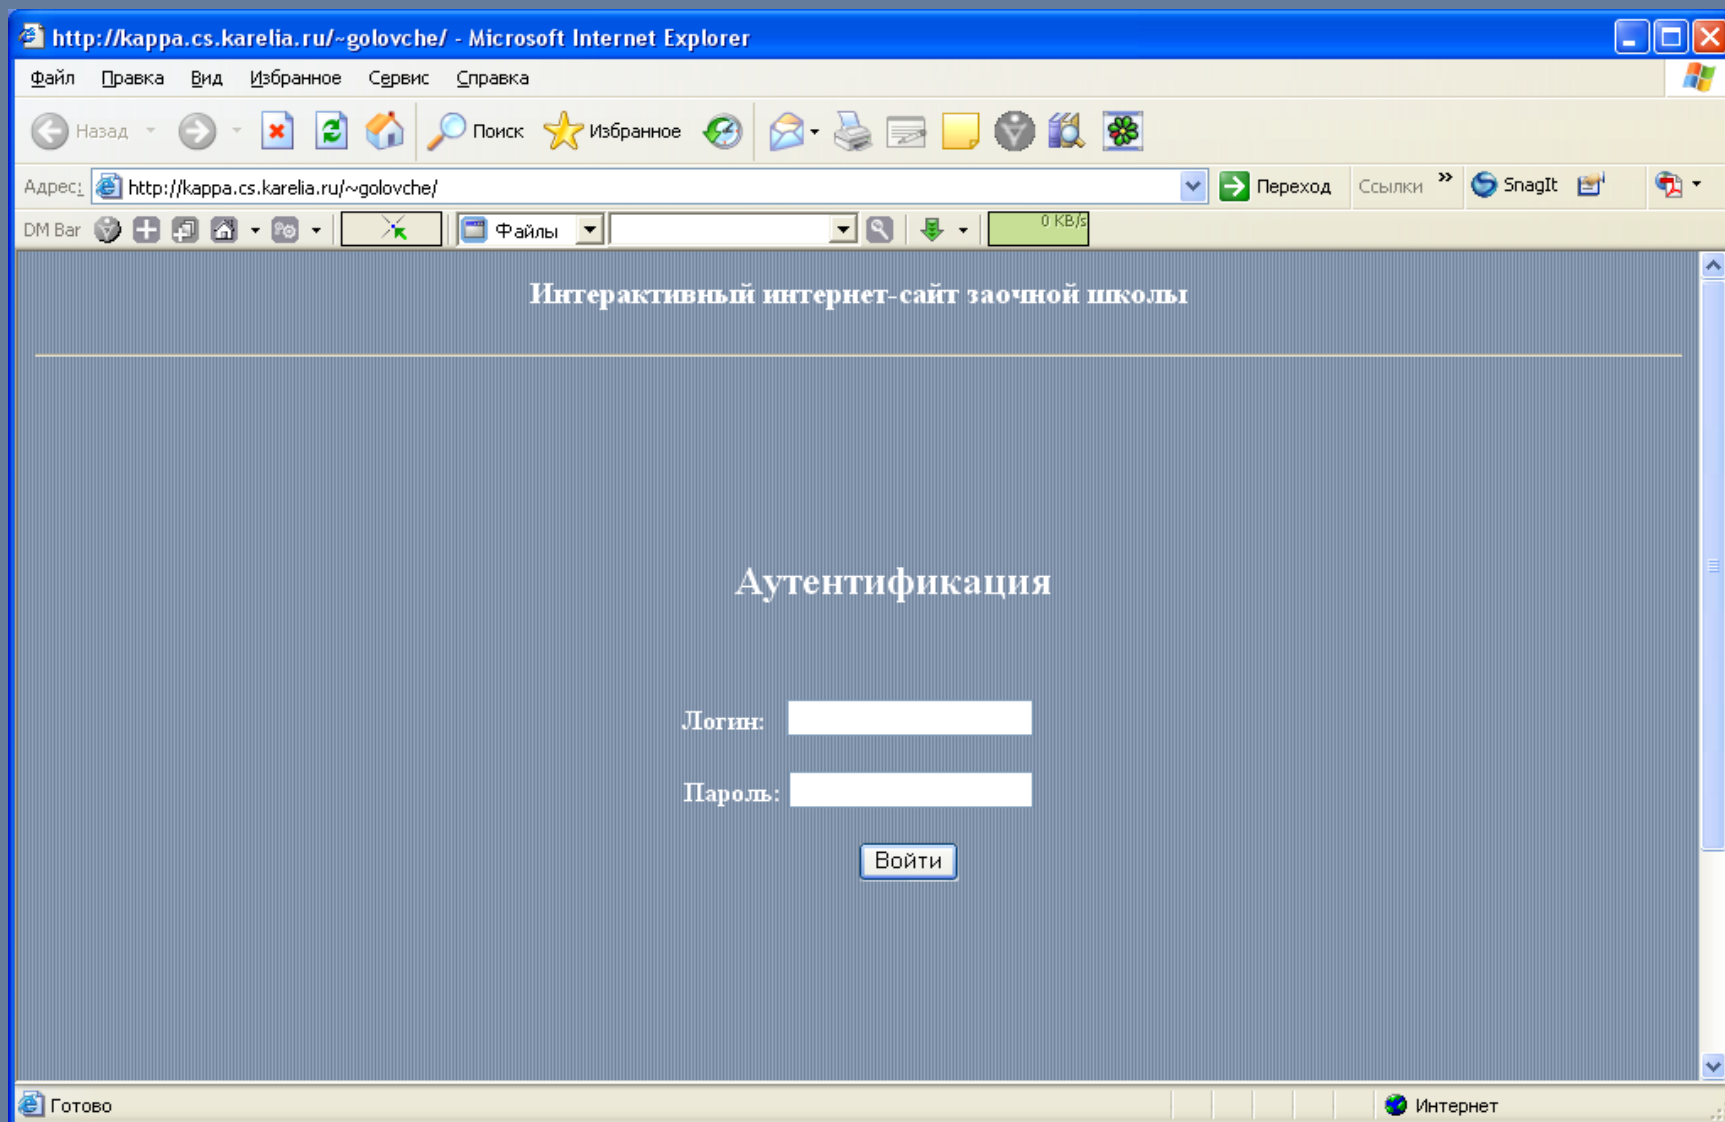 http://kappa.cs.karelia.ru/~golovche/ - Microsoft Internet Explorer
Файл Правка Вид Избранное Сервис Справка
Назад Поиск Избранное
Адрес: http://kappa.cs.karelia.ru/~golovche/ Переход Ссылки » SnagIt
DM Bar Файлы 0 KB/s
Интерактивный интернет-сайт заочной школы
Аутентификация
Логин:
Пароль:
Войти
Готово Интернет